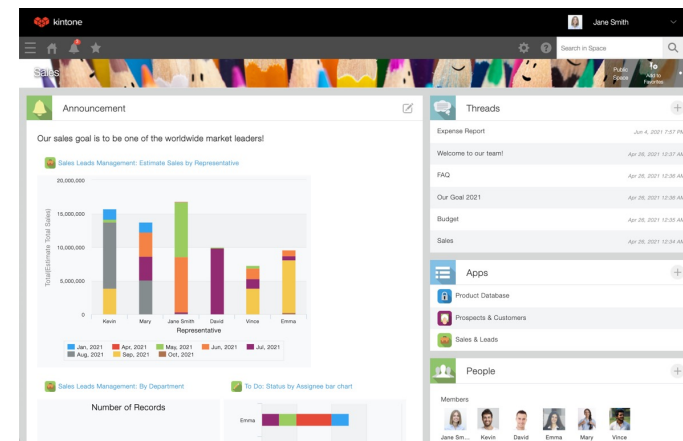 kintone
Jane Smith
Search in Space
Sales
Public Space
Add to Favorites
Announcement
Our sales goal is to be one of the worldwide market leaders!
Sales Leads Management: Estimate Sales by Representative
20,000,000
15,000,000
10,000,000
5,000,000
0
Total(Estimate Total Sales)
Kevin Mary Jane Smith David Vince Emma
Representative
Jan, 2021 Apr, 2021 May, 2021 Jun, 2021 Jul, 2021
Aug, 2021 Sep, 2021 Oct, 2021
Sales Leads Management: By Department
Number of Records
To Do: Status by Assignee bar chart
Emma
Threads
Expense Report Jun 4, 2021 7:57 PM
Welcome to our team! Apr 28, 2021 12:37 AM
FAQ Apr 28, 2021 12:36 AM
Our Goal 2021 Apr 28, 2021 12:35 AM
Budget Apr 28, 2021 12:35 AM
Sales Apr 28, 2021 12:34 AM
Apps
Product Database
Prospects & Customers
Sales & Leads
People
Members
Jane Sm... Kevin David Emma Mary Vince